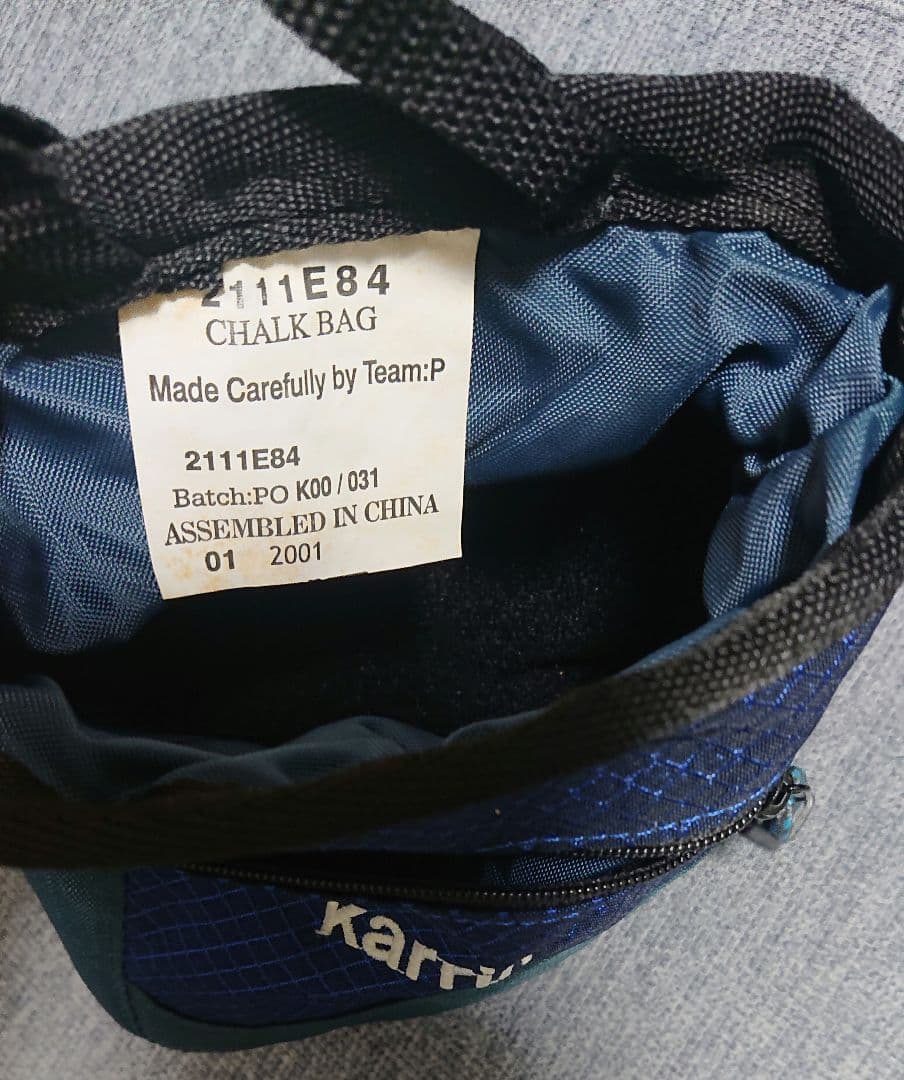 2111E84
CHALK BAG
Made Carefully by Team:P
2111E84
Batch:PO K00 / 031
ASSEMBLED IN CHINA
01 2001